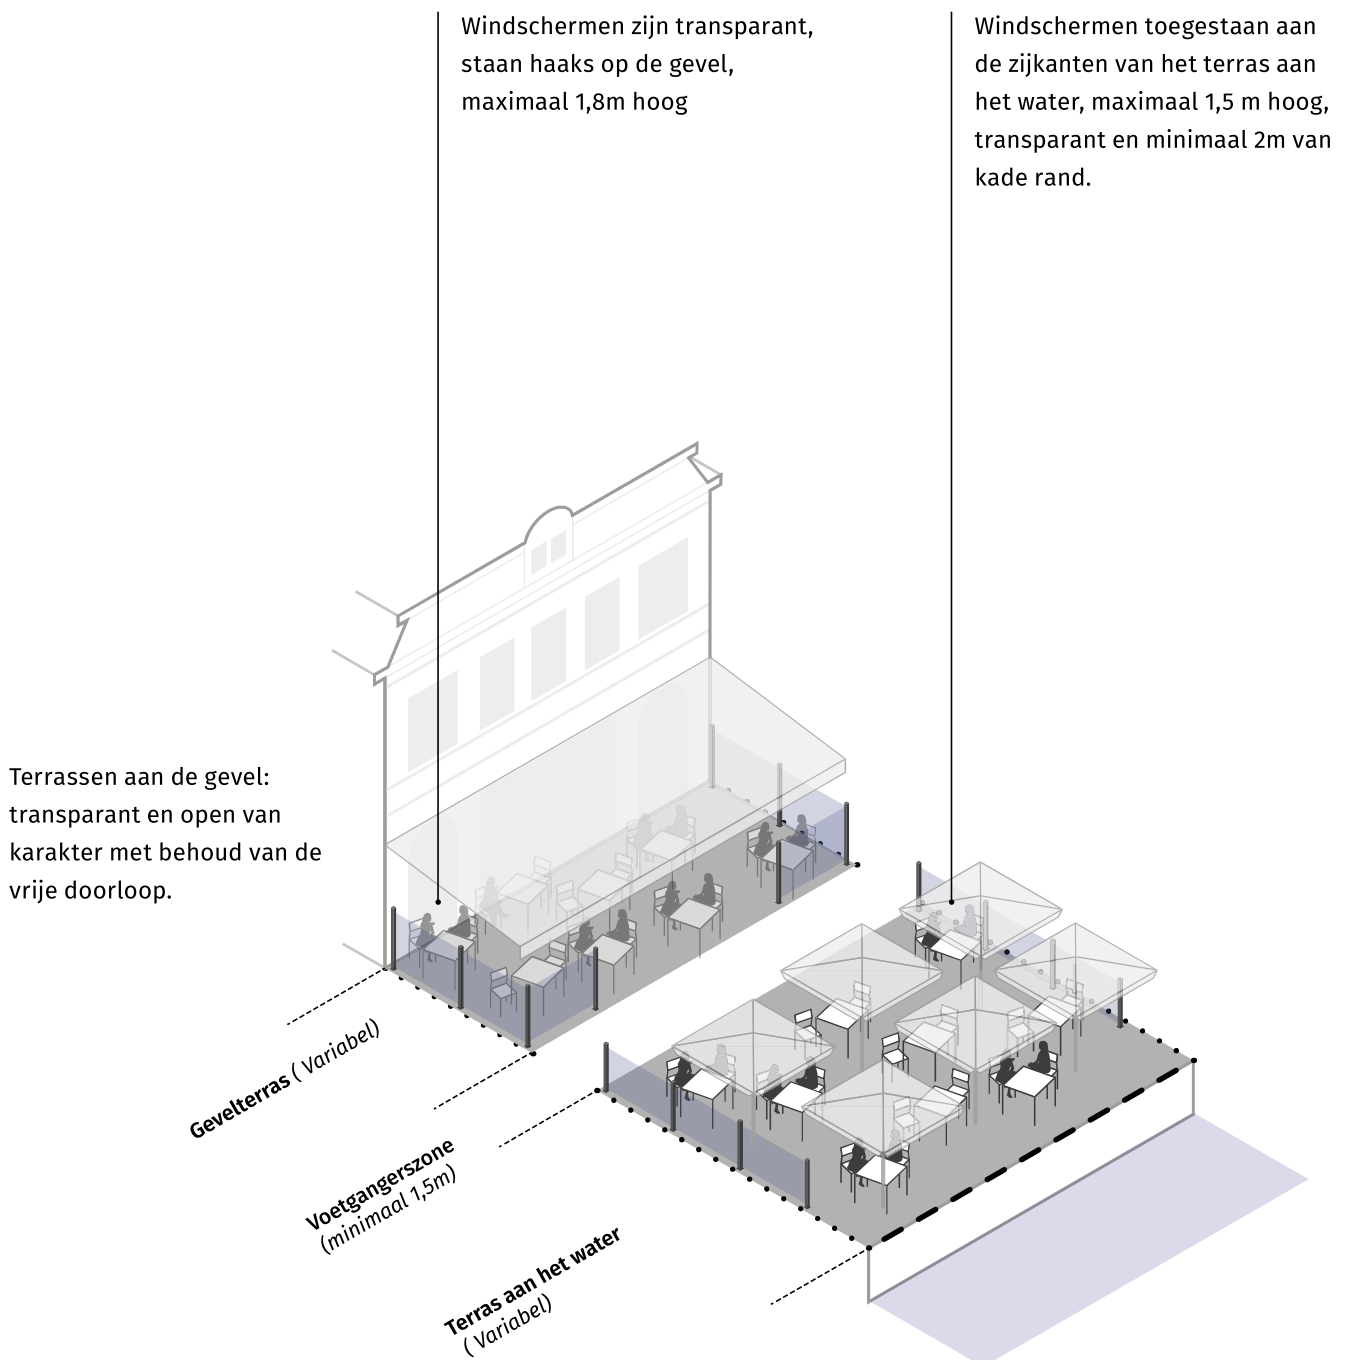 Windschermen zijn transparant,
staan haaks op de gevel,
maximaal 1,8m hoog
Windschermen toegestaan aan
de zijkanten van het terras aan
het water, maximaal 1,5 m hoog,
transparant en minimaal 2m van
kade rand.
Terrassen aan de gevel:
transparant en open van
karakter met behoud van de
vrije doorloop.
Gevelterras ( Variabel)
Voetgangerszone
(minimaal 1,5m)
Terras aan het water
( Variabel)